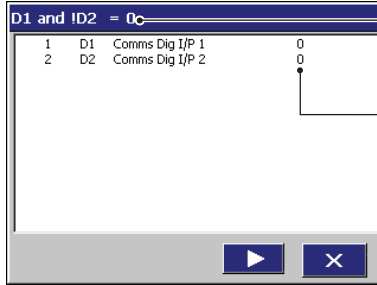 D1 and !D2 = 0
1 D1 Comms Dig I/P 1 0
2 D2 Comms Dig I/P 2 0